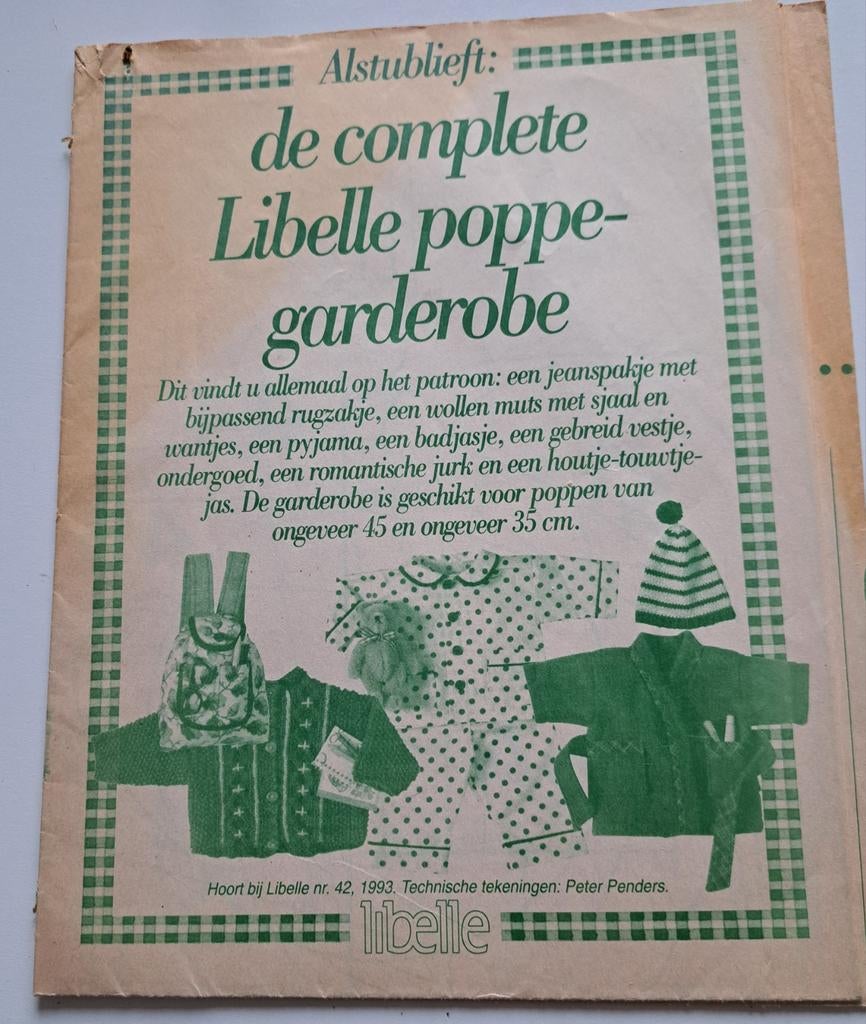 Alstublieft:
de complete
Libelle poppe-
garderobe
Dit vindt u allemaal op het patroon: een jeanspakje met
bijpassend rugzakje, een wollen muts met sjaal en
wantjes, een pyjama, een badjasje, een gebreid vestje,
ondergoed, een romantische jurk en een houtje-touwtje-
jas. De garderobe is geschikt voor poppen van
ongeveer 45 en ongeveer 35 cm.
Hoort bij Libelle nr. 42, 1993. Technische tekeningen: Peter Penders.
libelle